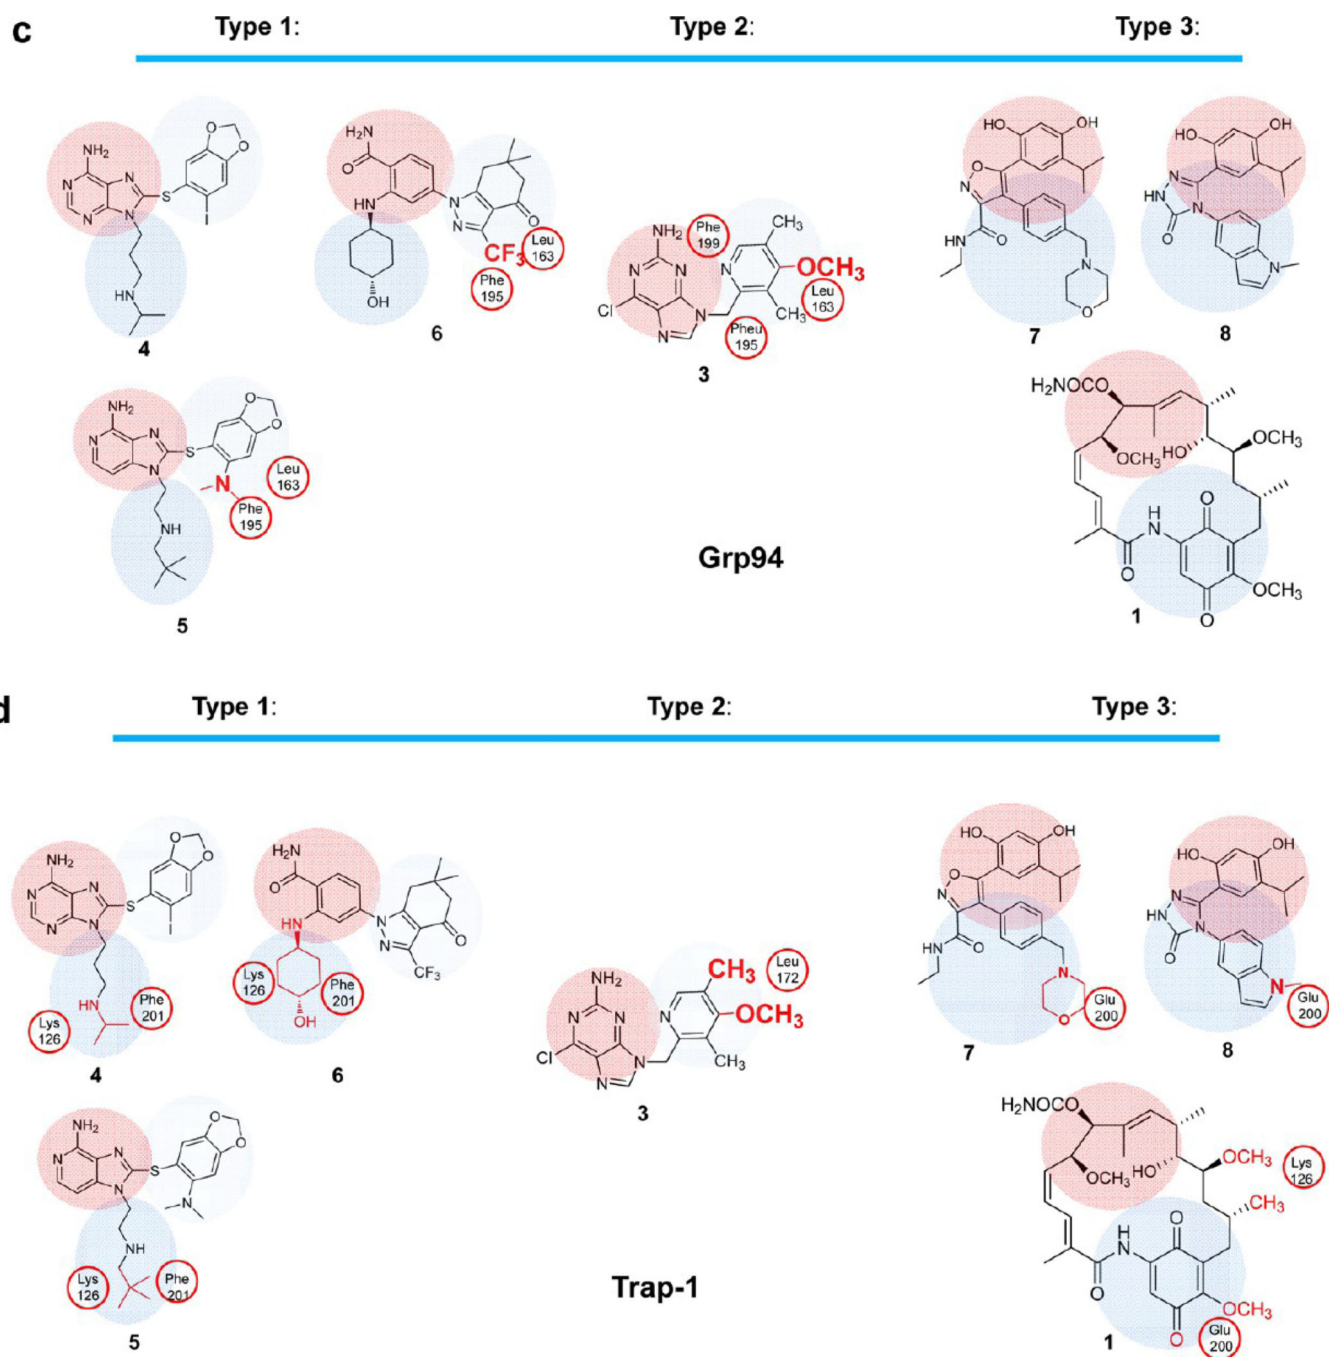 c
Type 1:
Type 2:
Type 3:
NH2
N
N
N
N
S
O
O
I
HN
4
H2N
O
HN
OH
N
N
O
CF3
Leu
163
Phe
195
6
NH2
Phe
199
N
N
N
N
Cl
N
CH3
OCH3
CH3
Leu
163
Pheu
195
3
HO
OH
O
N
HN
O
N
O
7
HO
OH
N
HN
N
O
N
8
NH2
N
N
N
S
O
O
N
Leu
163
Phe
195
NH
5
H2NOCO
OCH3
HO
OCH3
O
H
N
O
O
OCH3
1
Grp94
d
Type 1:
Type 2:
Type 3:
NH2
N
N
N
N
S
O
O
I
HN
Lys
126
Phe
201
4
H2N
O
HN
Lys
126
Phe
201
OH
N
N
O
CF3
6
NH2
N
N
N
N
Cl
N
CH3
Leu
172
OCH3
CH3
3
HO
OH
O
N
HN
O
N
O
Glu
200
7
HO
OH
N
HN
N
O
N
Glu
200
8
NH2
N
N
N
S
O
O
N
NH
Lys
126
Phe
201
5
H2NOCO
OCH3
HO
OCH3
Lys
126
CH3
O
H
N
O
O
OCH3
Glu
200
1
Trap-1